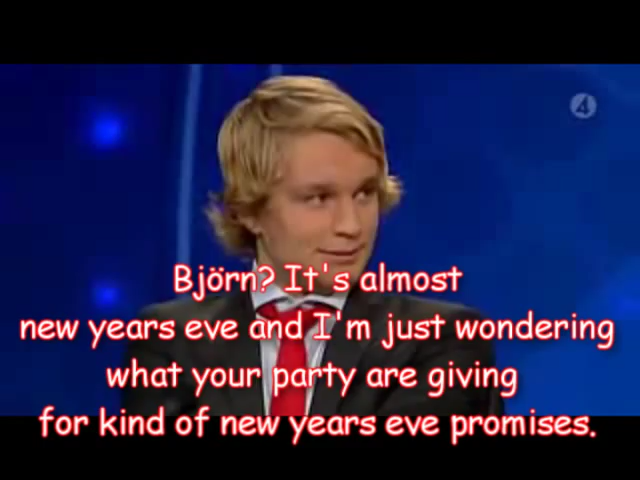 4
Björn? It's almost
new years eve and I'm just wondering
what your party are giving
for kind of new years eve promises.